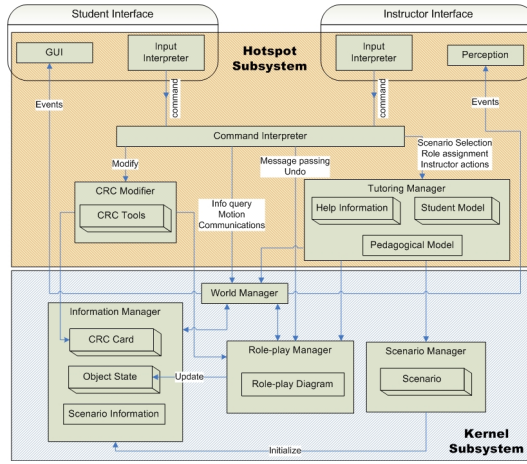 Student Interface
Instructor Interface
GUI
Input
Interpreter
Hotspot
Subsystem
Input
Interpreter
Perception
Events
command
command
Events
Command Interpreter
Modify
Message passing
Undo
Scenario Selection
Role assignment
Instructor actions
CRC Modifier
CRC Tools
Info query
Motion
Communications
Tutoring Manager
Help Information
Student Model
Pedagogical Model
World Manager
Information Manager
CRC Card
Object State
Scenario Information
Update
Role-play Manager
Role-play Diagram
Scenario Manager
Scenario
Initialize
Kernel
Subsystem